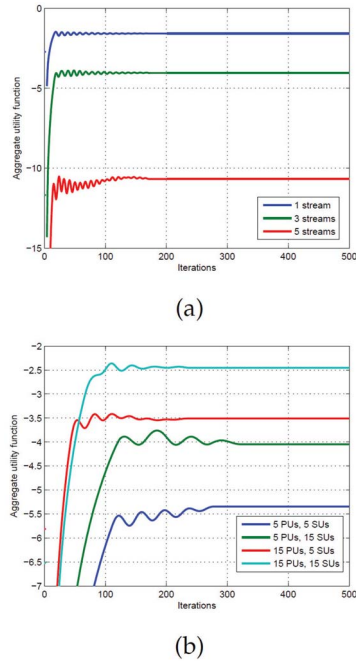 0
−5
−10
−15
Aggregate utility function
0 100 200 300 400 500
Iterations
1 stream
3 streams
5 streams
(a)
−2
−2.5
−3
−3.5
−4
−4.5
−5
−5.5
−6
−6.5
−7
Aggregate utility function
0 100 200 300 400 500
Iterations
5 PUs, 5 SUs
5 PUs, 15 SUs
15 PUs, 5 SUs
15 PUs, 15 SUs
(b)